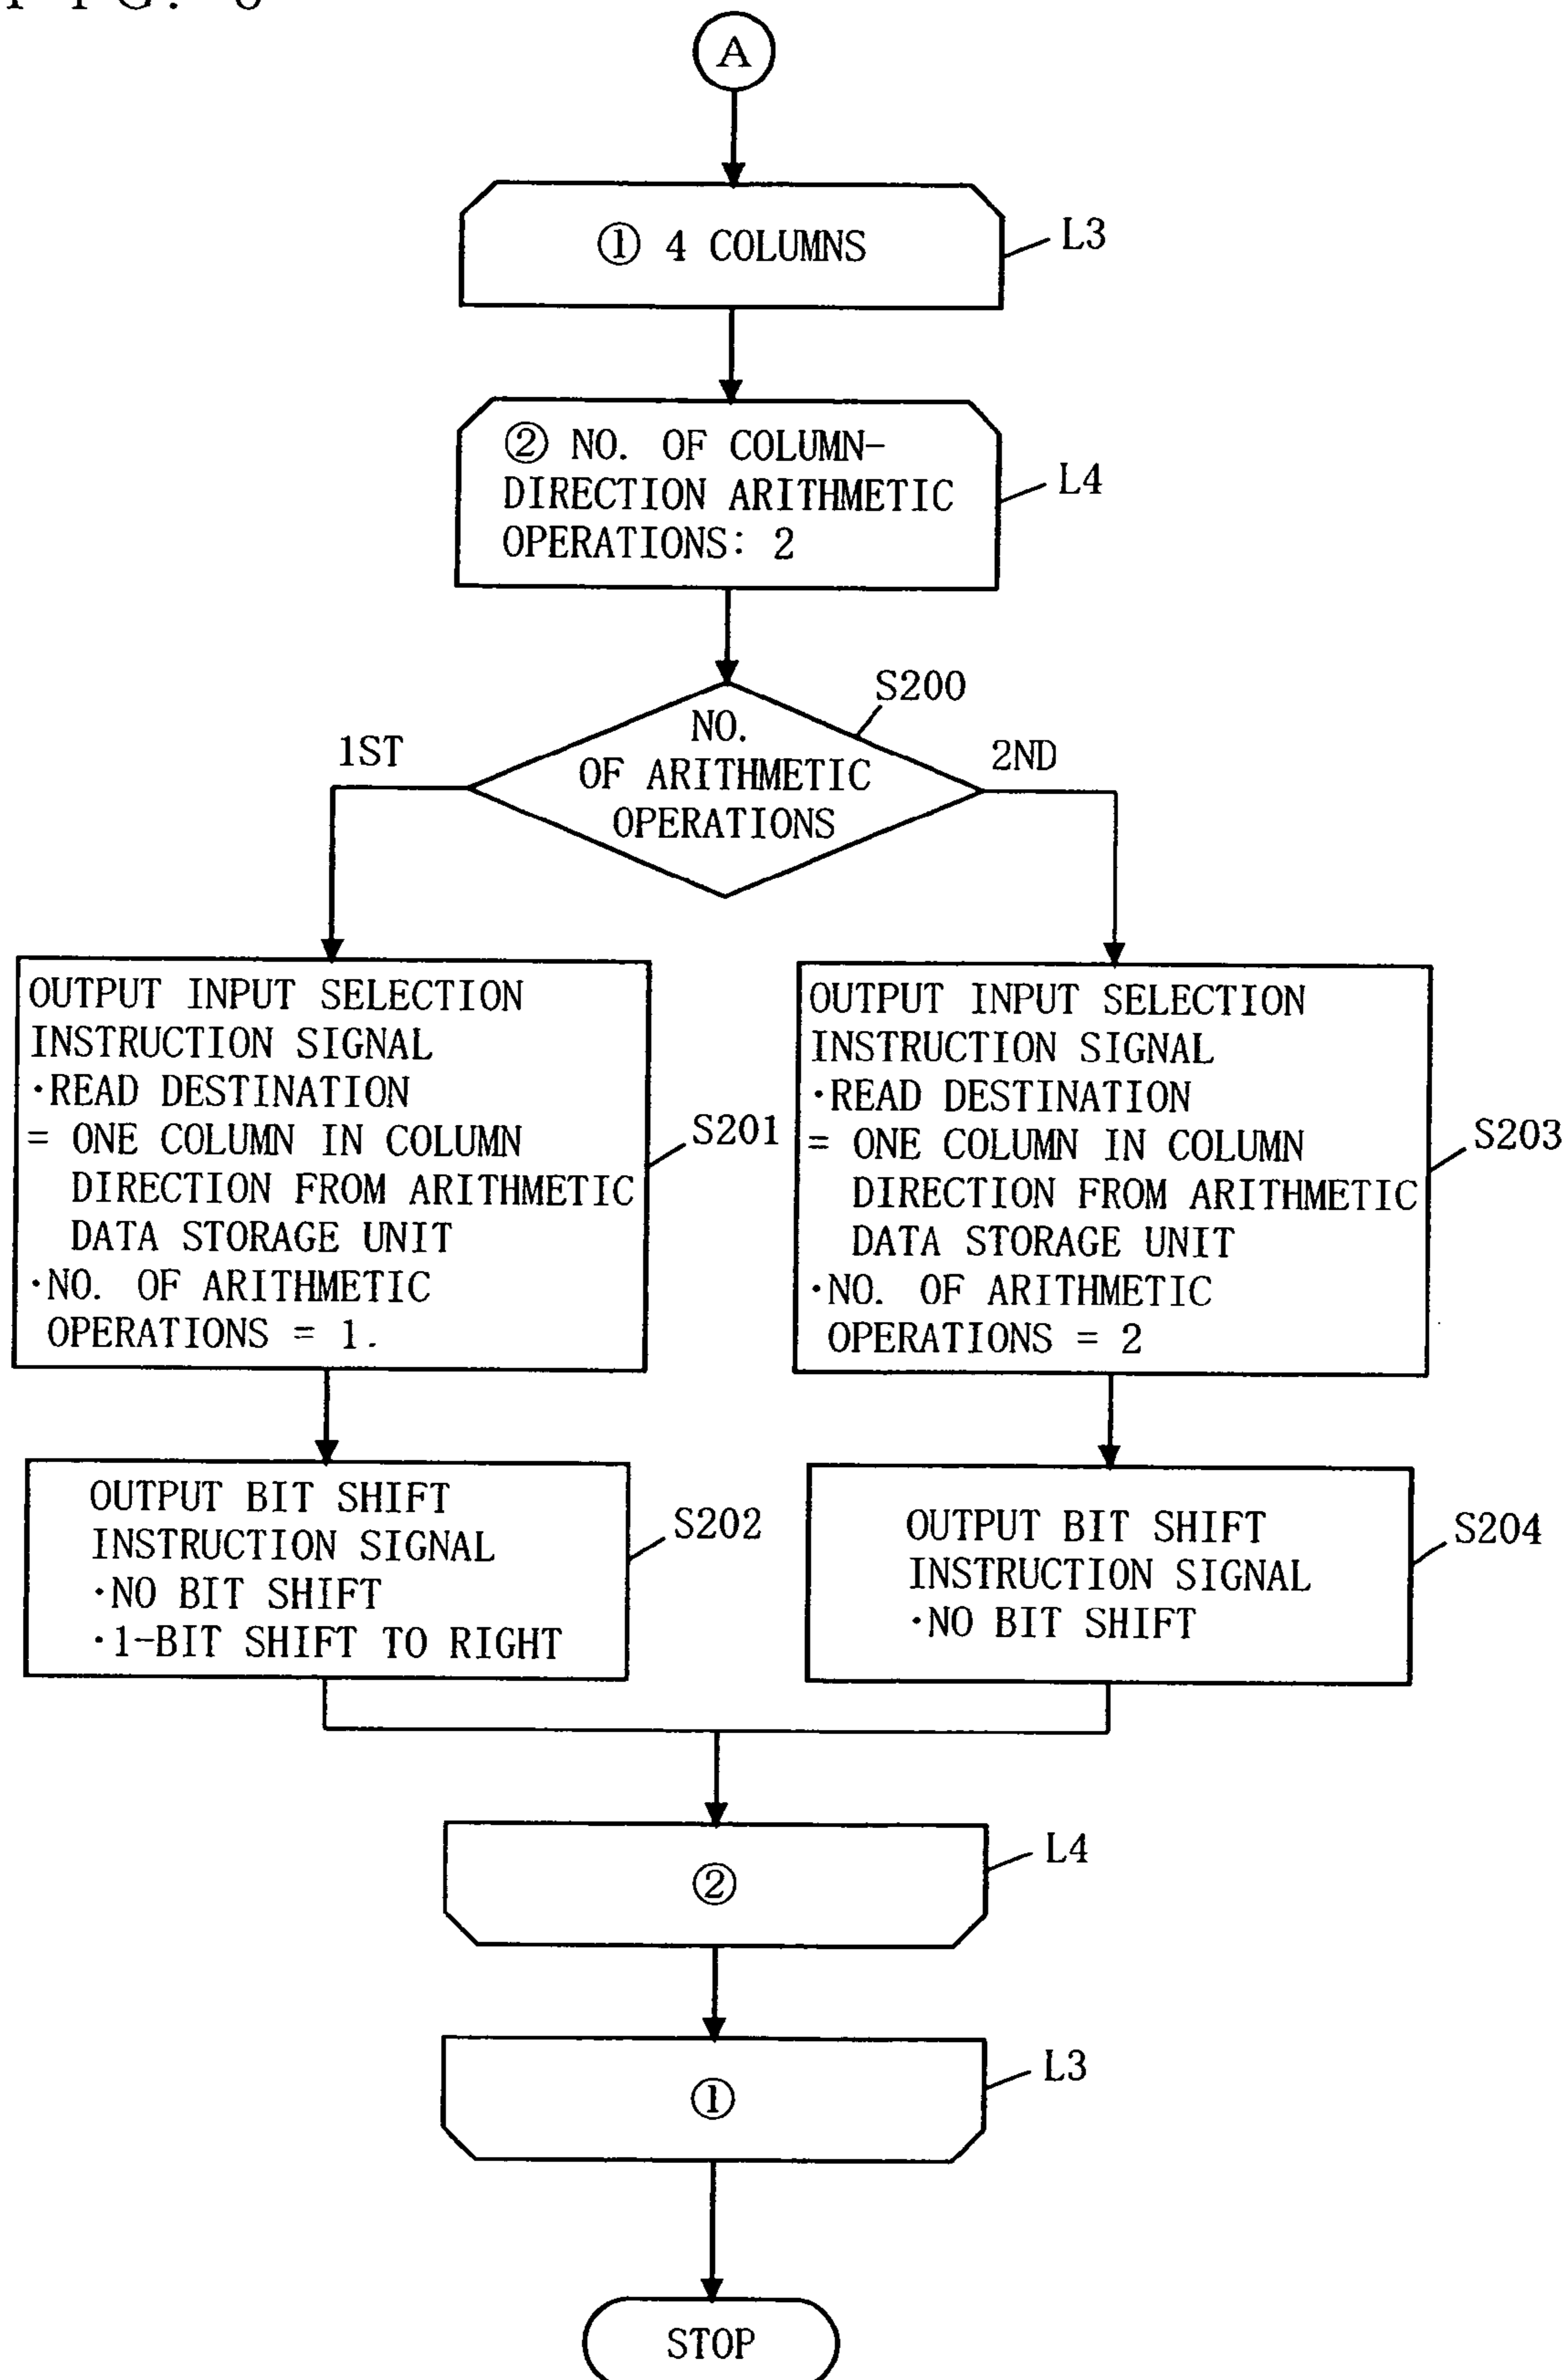 A
① 4 COLUMNS
L3
② NO. OF COLUMN-
DIRECTION ARITHMETIC
OPERATIONS: 2
L4
S200
NO.
OF ARITHMETIC
OPERATIONS
1ST
2ND
OUTPUT INPUT SELECTION
INSTRUCTION SIGNAL
·READ DESTINATION
= ONE COLUMN IN COLUMN
DIRECTION FROM ARITHMETIC
DATA STORAGE UNIT
·NO. OF ARITHMETIC
OPERATIONS = 1.
S201
OUTPUT INPUT SELECTION
INSTRUCTION SIGNAL
·READ DESTINATION
= ONE COLUMN IN COLUMN
DIRECTION FROM ARITHMETIC
DATA STORAGE UNIT
·NO. OF ARITHMETIC
OPERATIONS = 2
S203
OUTPUT BIT SHIFT
INSTRUCTION SIGNAL
·NO BIT SHIFT
·1-BIT SHIFT TO RIGHT
S202
OUTPUT BIT SHIFT
INSTRUCTION SIGNAL
·NO BIT SHIFT
S204
②
L4
①
L3
STOP